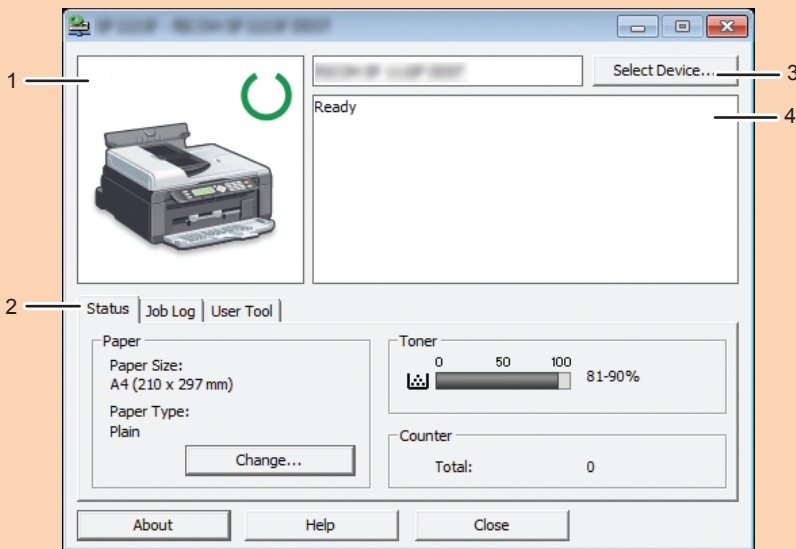 1
Select Device...
3
Ready
4
2
Status Job Log User Tool
Paper
Paper Size:
A4 (210 x 297 mm)
Paper Type:
Plain
Change...
Toner
0 50 100
81-90%
Counter
Total: 0
About Help Close